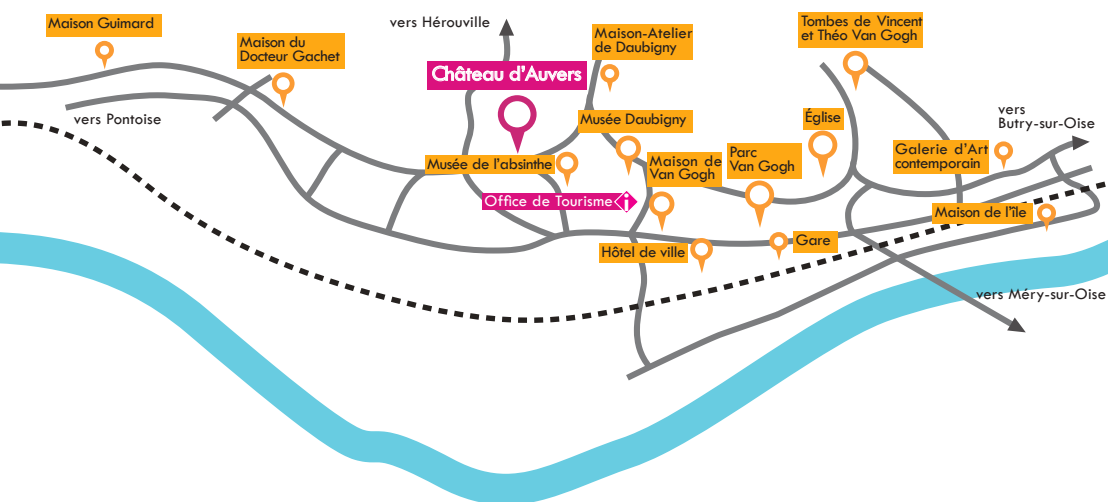 Maison Guimard
vers Hérouville
Tombes de Vincent
et Théo Van Gogh
Maison du
Docteur Gachet
Maison-Atelier
de Daubigny
Château d'Auvers
vers Pontoise
Musée Daubigny
Église
vers
Butry-sur-Oise
Musée de l'absinthe
Maison de
Van Gogh
Parc
Van Gogh
Galerie d'Art
contemporain
Office de Tourisme
i
Maison de l'île
Hôtel de ville
Gare
vers Méry-sur-Oise